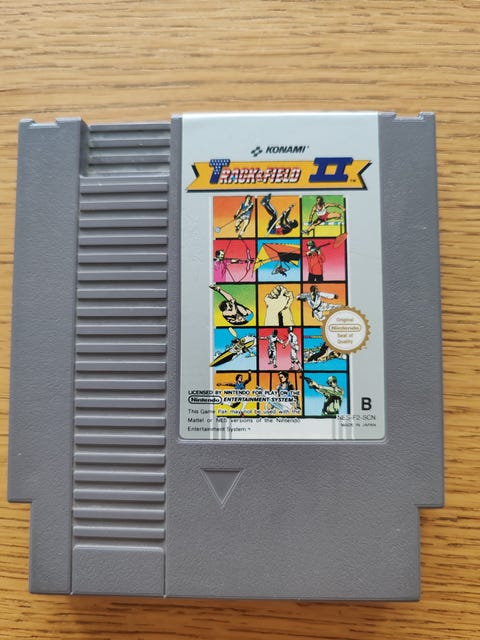 KONAMI®
TRACK & FIELD II ™
Original
Nintendo
Seal of
Quality
LICENSED BY NINTENDO FOR PLAY ON THE
Nintendo ENTERTAINMENT SYSTEM™
This Game Pak may not be used with the
Mattel or NES versions of the Nintendo
Entertainment System.
B
NES-F2-SCN
MADE IN JAPAN